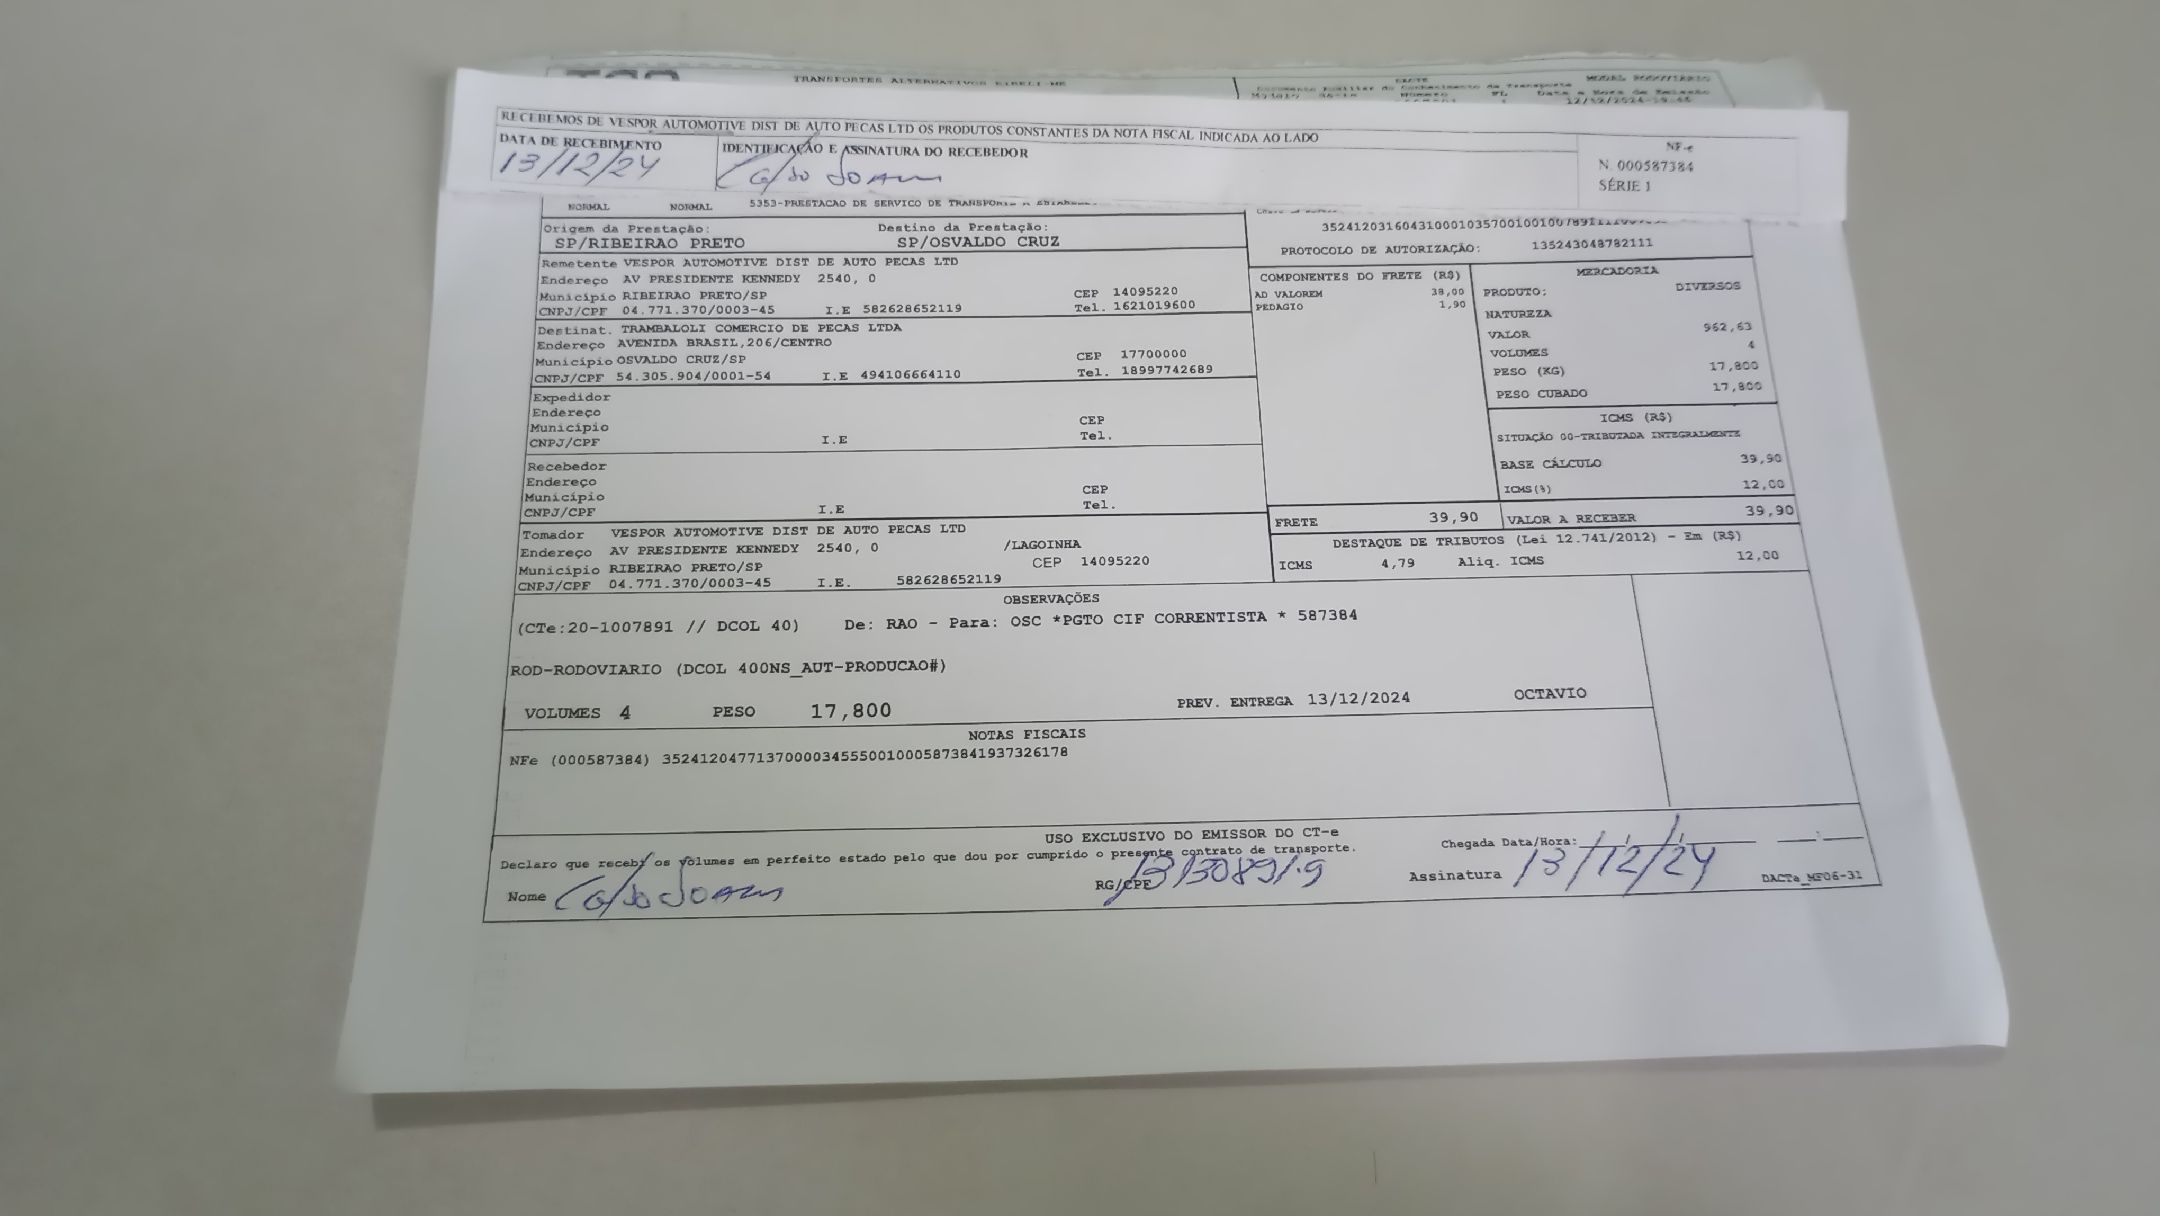 TRANSPORTES ALTERNATIVOS EIRELI-ME
MODAL RODOVIARIO
Documento Auxiliar do Conhecimento de Transporte
12/12/2024
RECEBEMOS DE VESPOR AUTOMOTIVE DIST DE AUTO PECAS LTD OS PRODUTOS CONSTANTES DA NOTA FISCAL INDICADA AO LADO
DATA DE RECEBIMENTO
13/12/24
IDENTIFICAÇÃO E ASSINATURA DO RECEBEDOR
NF-e
N. 000587384
SÉRIE 1
NORMAL NORMAL 5353-PRESTACAO DE SERVICO DE TRANSPORTE A
Origem da Prestação: Destino da Prestação:
SP/RIBEIRAO PRETO SP/OSVALDO CRUZ
PROTOCOLO DE AUTORIZAÇÃO: 135243048782111
Remetente VESPOR AUTOMOTIVE DIST DE AUTO PECAS LTD
Endereço AV PRESIDENTE KENNEDY 2540, 0
Município RIBEIRAO PRETO/SP CEP 14095220
CNPJ/CPF 04.771.370/0003-45 I.E 582628652119 Tel. 1621019600
Destinat. TRAMBALOLI COMERCIO DE PECAS LTDA
Endereço AVENIDA BRASIL,206/CENTRO
Município OSVALDO CRUZ/SP CEP 17700000
CNPJ/CPF 54.305.904/0001-54 I.E 494106664110 Tel. 18997742689
Expedidor
Endereço
Município CEP
CNPJ/CPF I.E Tel.
Recebedor
Endereço
Município CEP
CNPJ/CPF I.E Tel.
Tomador VESPOR AUTOMOTIVE DIST DE AUTO PECAS LTD
Endereço AV PRESIDENTE KENNEDY 2540, 0 /LAGOINHA
Município RIBEIRAO PRETO/SP CEP 14095220
CNPJ/CPF 04.771.370/0003-45 I.E. 582628652119
COMPONENTES DO FRETE (R$)
AD VALOREM 38,00
PEDAGIO 1,90
MERCADORIA
PRODUTO: DIVERSOS
NATUREZA
VALOR 962,63
VOLUMES 4
PESO (KG) 17,800
PESO CUBADO 17,800
ICMS (R$)
SITUAÇÃO 00-TRIBUTADA INTEGRALMENTE
BASE CÁLCULO 39,90
ICMS(%) 12,00
FRETE 39,90 VALOR A RECEBER 39,90
DESTAQUE DE TRIBUTOS (Lei 12.741/2012) - Em (R$)
ICMS 4,79 Aliq. ICMS 12,00
OBSERVAÇÕES
(CTe:20-1007891 // DCOL 40) De: RAO - Para: OSC *PGTO CIF CORRENTISTA * 587384
ROD-RODOVIARIO (DCOL 400NS_AUT-PRODUCAO#)
VOLUMES 4 PESO 17,800 PREV. ENTREGA 13/12/2024 OCTAVIO
NOTAS FISCAIS
NFe (000587384) 35241204771370000345550010005873841937326178
USO EXCLUSIVO DO EMISSOR DO CT-e
Declaro que recebi os volumes em perfeito estado pelo que dou por cumprido o presente contrato de transporte.
Chegada Data/Hora:
Nome
RG/CPF
Assinatura 13/12/24
DACTe_MF06-31